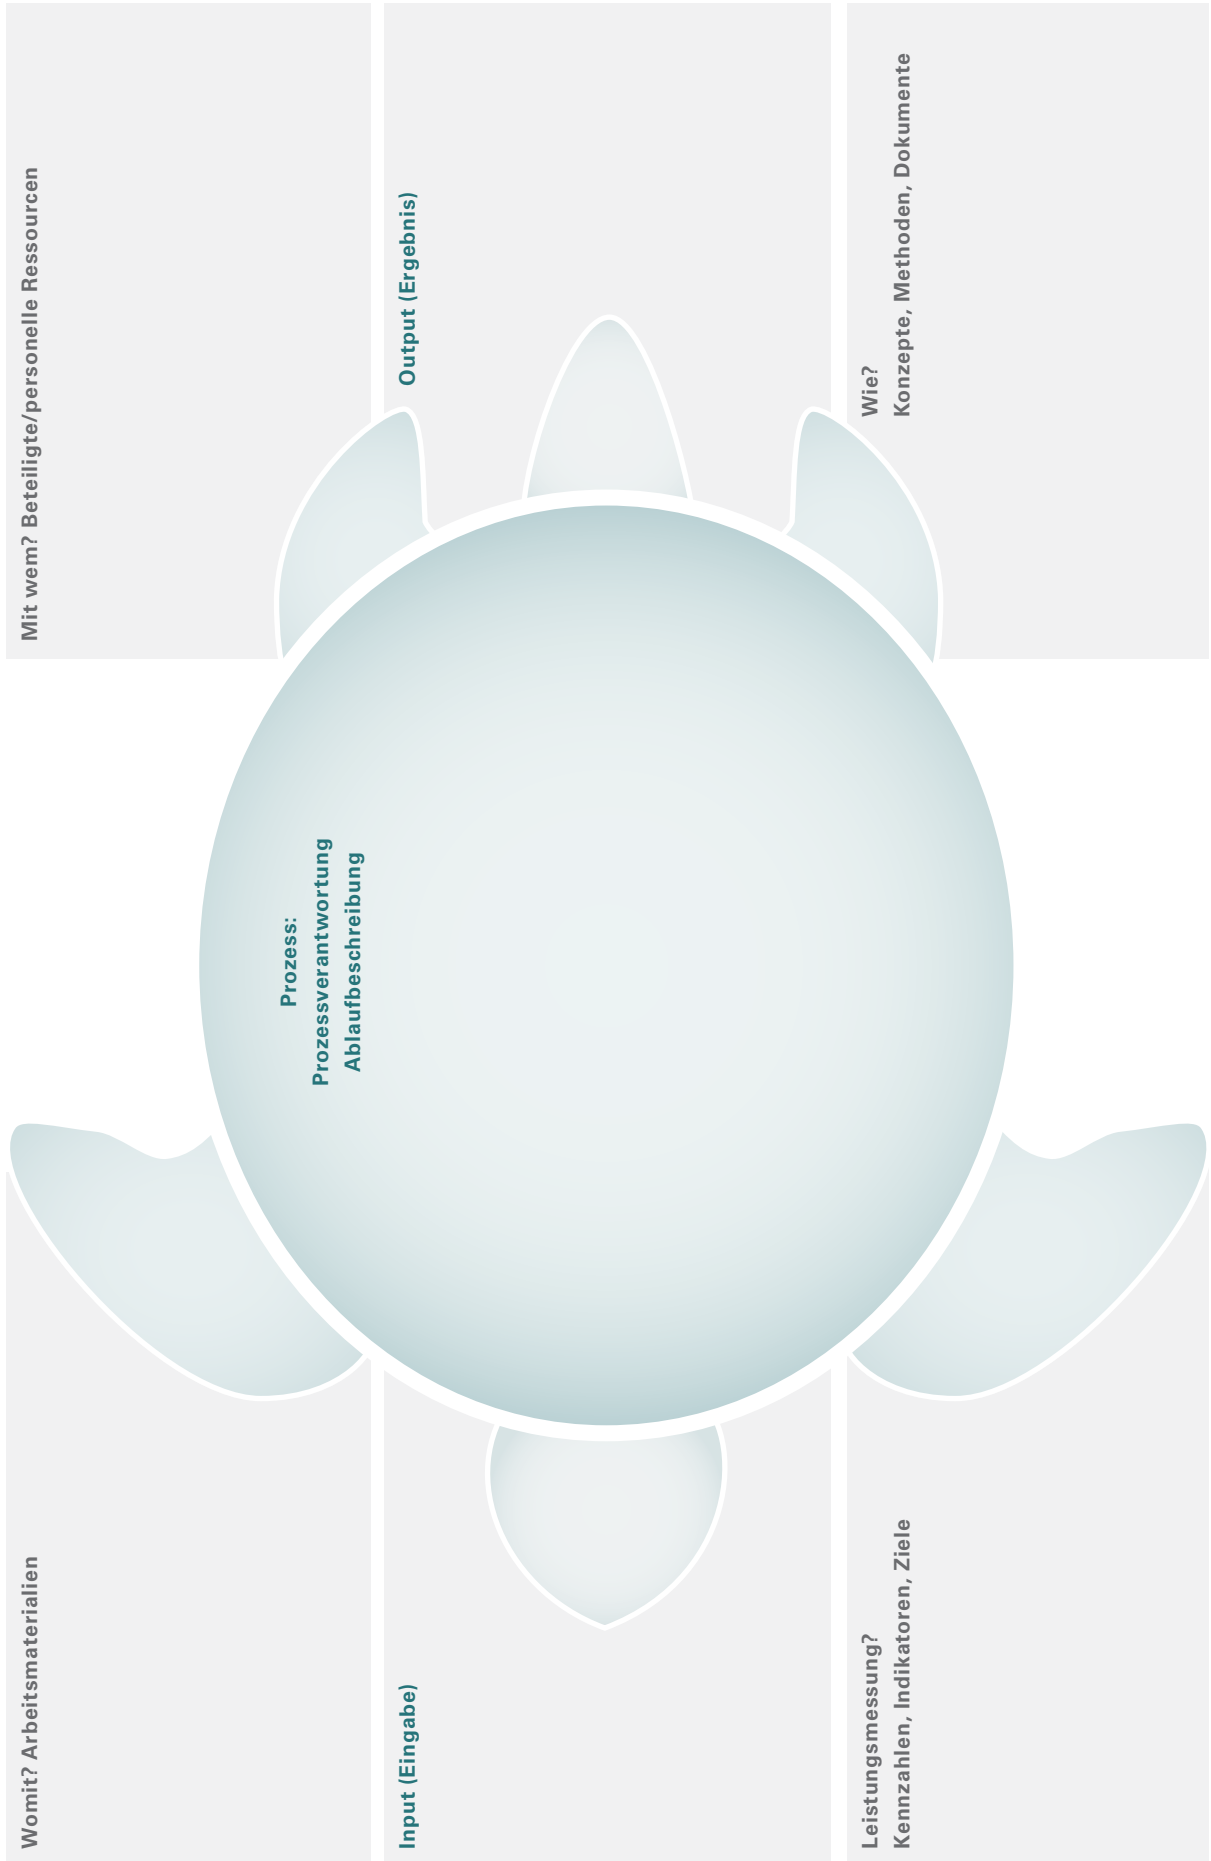 Womit? Arbeitsmaterialien
Mit wem? Beteiligte/personelle Ressourcen
Prozess:
Prozessverantwortung
Ablaufbeschreibung
Input (Eingabe)
Output (Ergebnis)
Leistungsmessung?
Kennzahlen, Indikatoren, Ziele
Wie?
Konzepte, Methoden, Dokumente